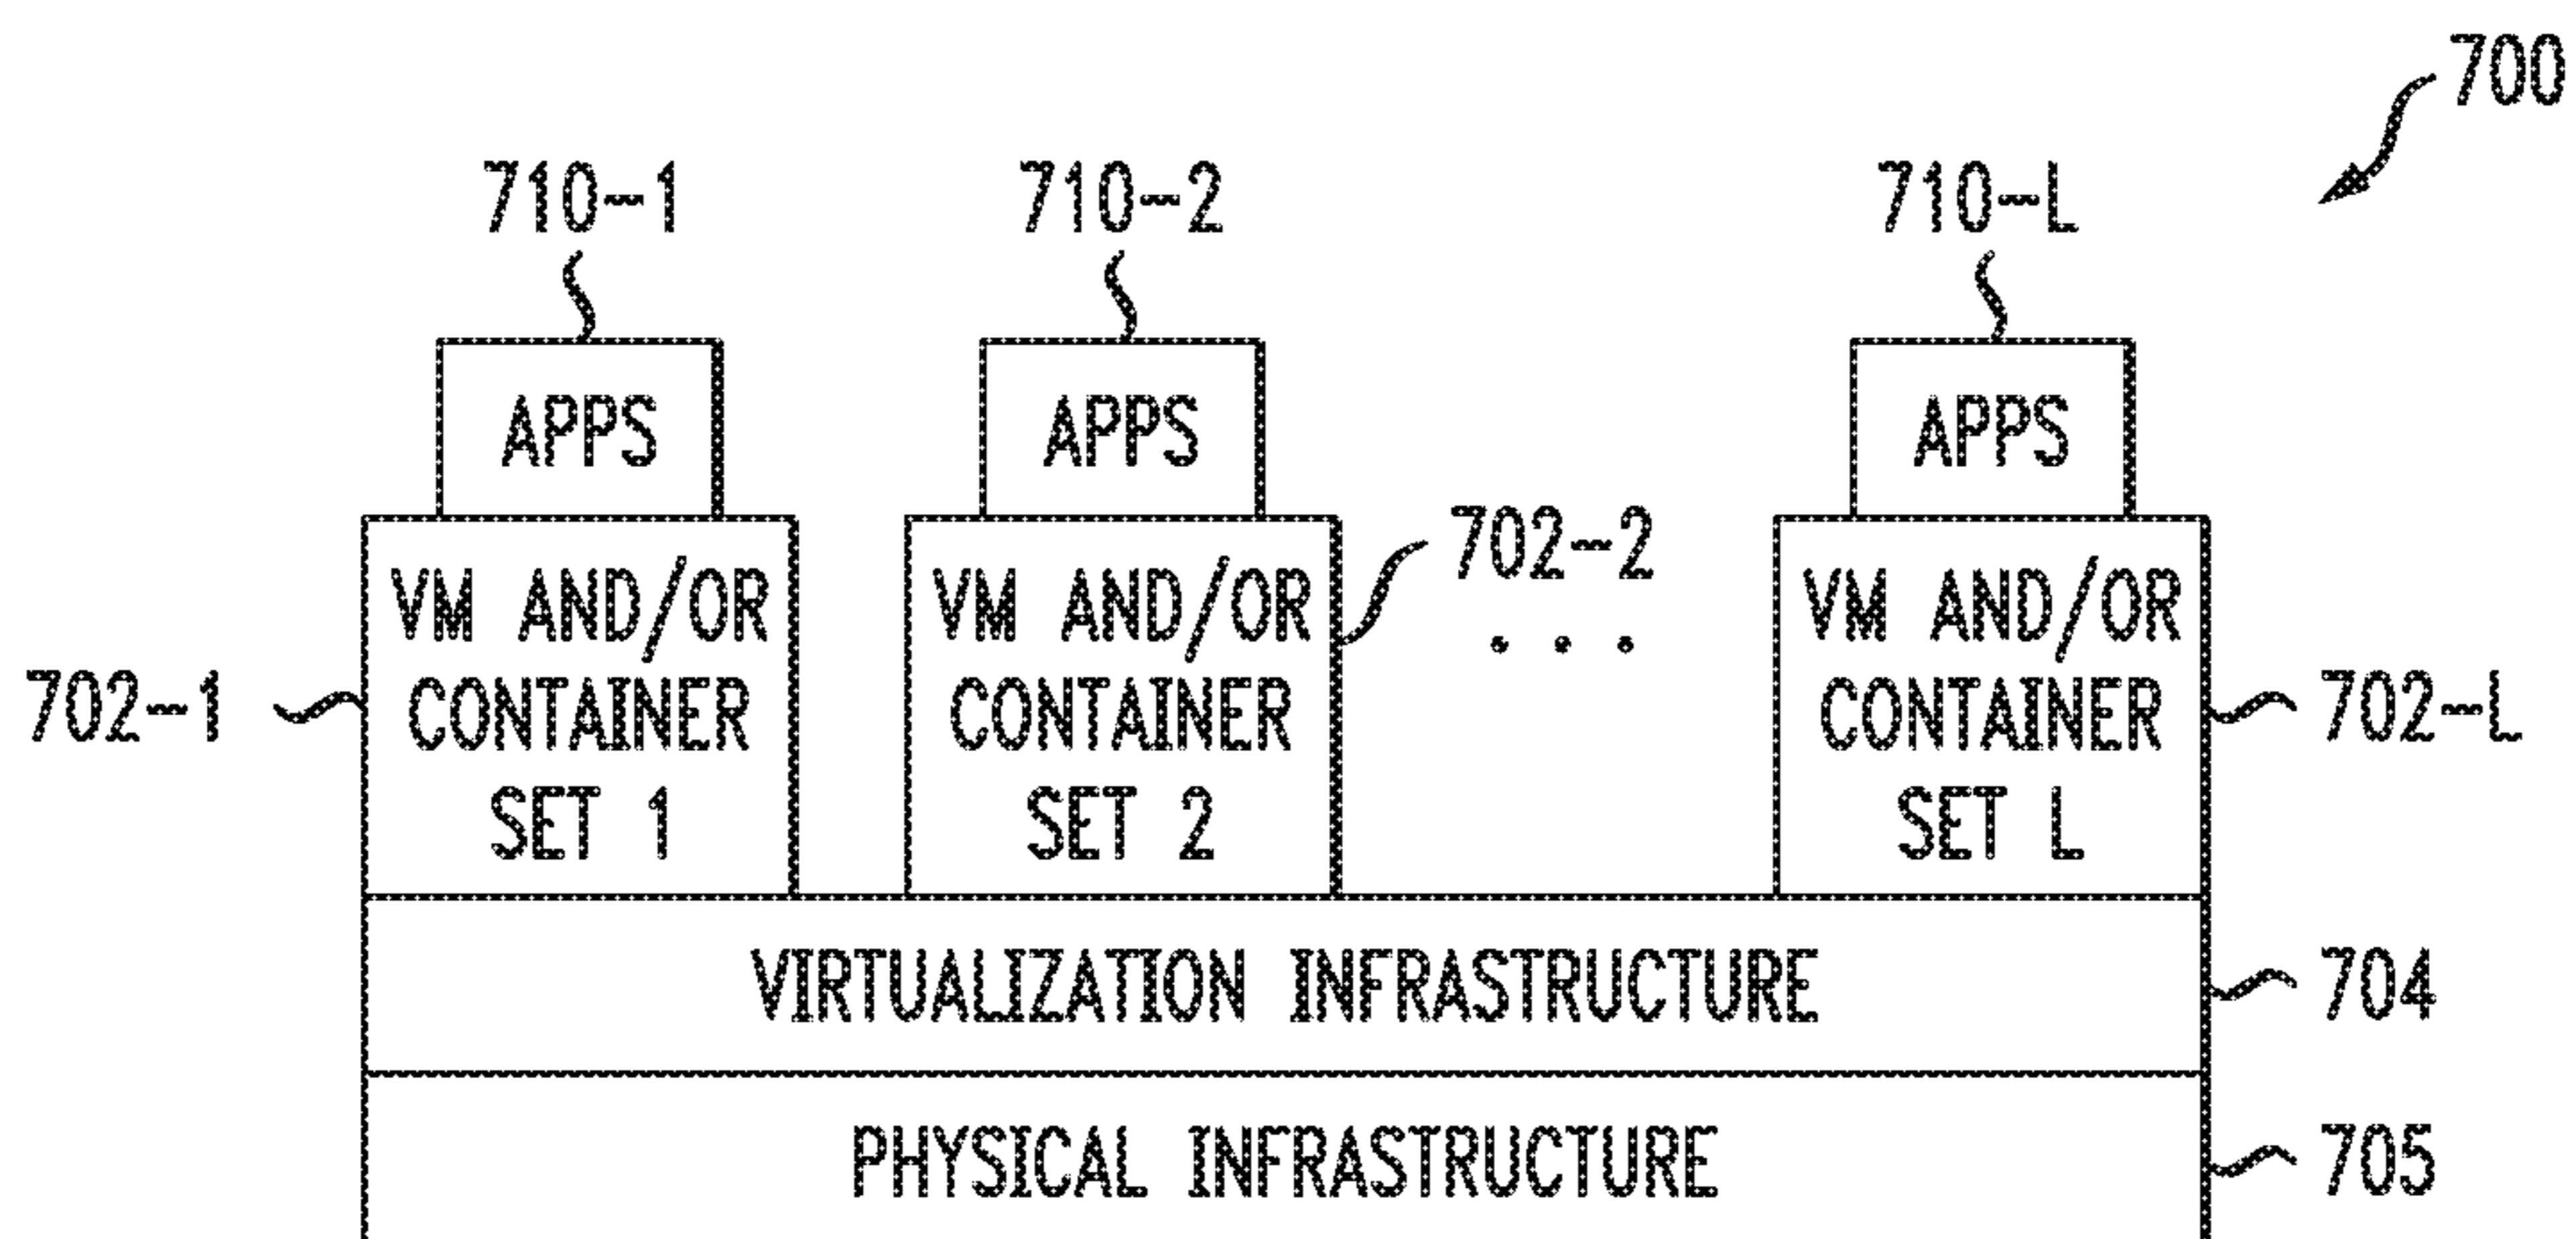 700
710-1
710-2
710-L
APPS
APPS
APPS
702-2
VM AND/OR
CONTAINER
SET 1
VM AND/OR
CONTAINER
SET 2
. . .
VM AND/OR
CONTAINER
SET L
702-1
702-L
VIRTUALIZATION INFRASTRUCTURE
704
PHYSICAL INFRASTRUCTURE
705